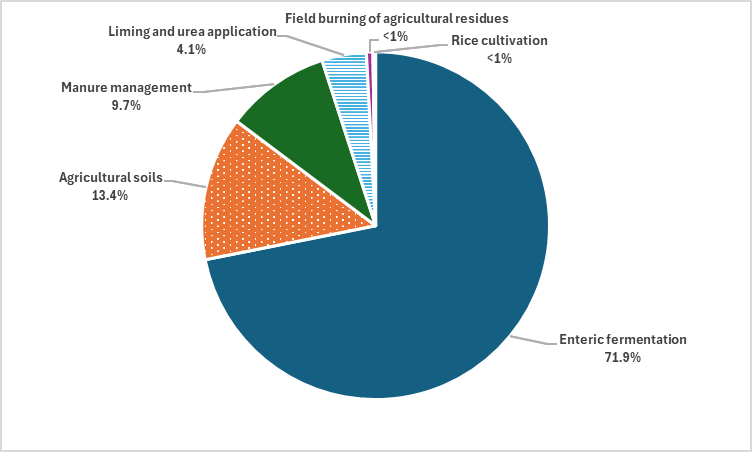 Field burning of agricultural residues
<1%
Liming and urea application
4.1%
Rice cultivation
<1%
Manure management
9.7%
Agricultural soils
13.4%
Enteric fermentation
71.9%